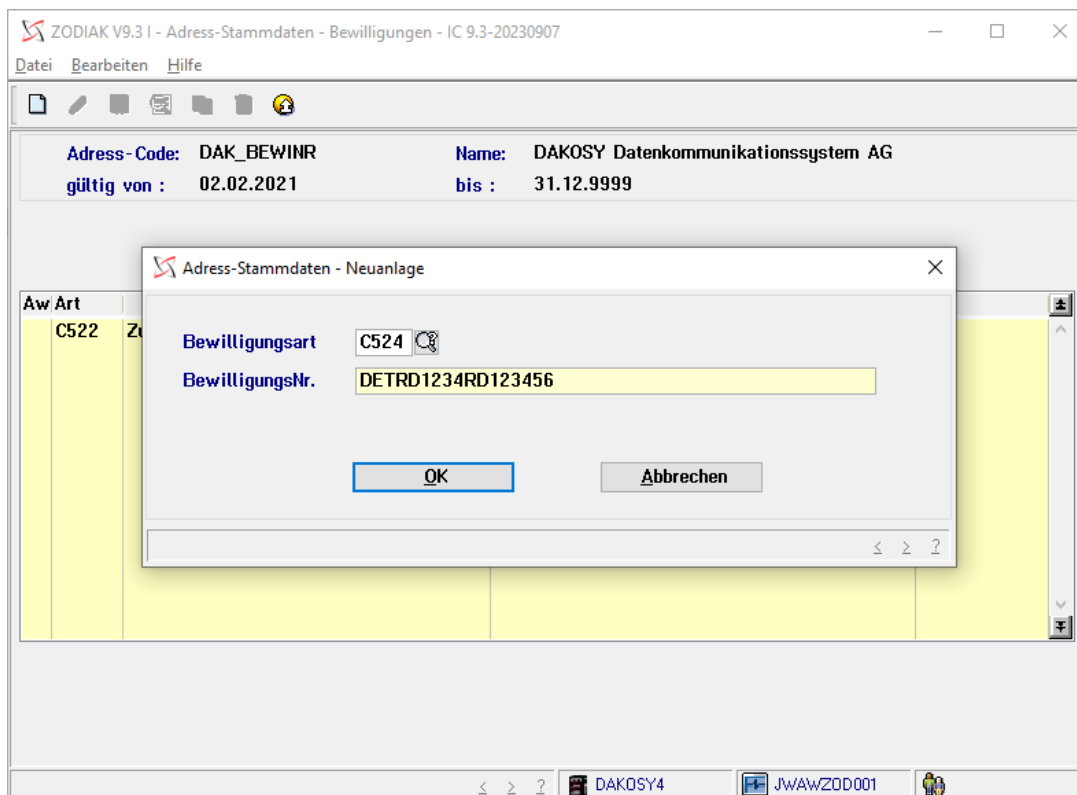 ZODIAK V9.3 I - Adress-Stammdaten - Bewilligungen - IC 9.3-20230907
Datei Bearbeiten Hilfe
Adress-Code: DAK_BEWINR Name: DAKOSY Datenkommunikationssystem AG
gültig von : 02.02.2021 bis : 31.12.9999
Adress-Stammdaten - Neuanlage
Aw Art
C522
Bewilligungsart C524
BewilligungsNr. DETRD1234RD123456
OK Abbrechen
< > ?
< > ? DAKOSY4 JWAWZOD001